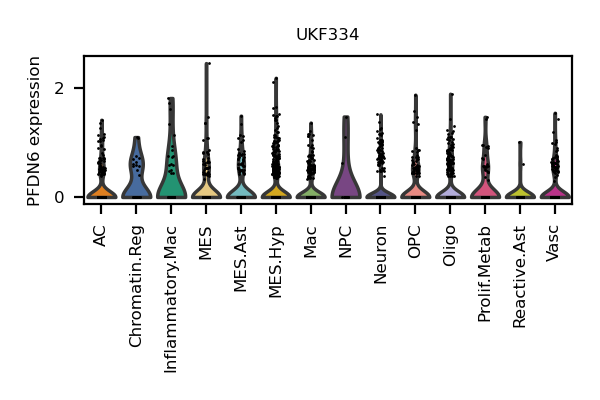 UKF334
PFDN6 expression
2
0
AC
Chromatin.Reg
Inflammatory.Mac
MES
MES.Ast
MES.Hyp
Mac
NPC
Neuron
OPC
Oligo
Prolif.Metab
Reactive.Ast
Vasc